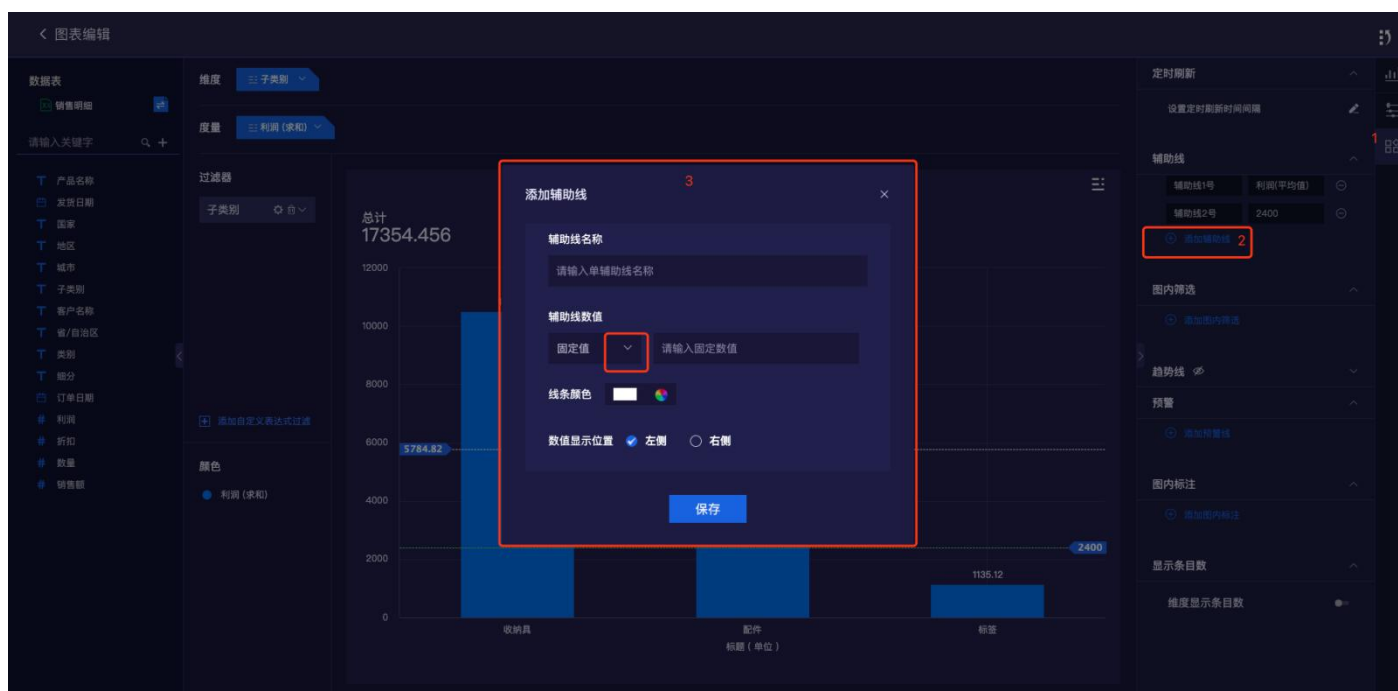 图表编辑
数据表
销售明细
请输入关键字
产品名称
发货日期
国家
地区
城市
子类别
客户名称
省/自治区
类别
细分
订单日期
利润
折扣
数量
销售额
维度 子类别
度量 利润 (求和)
过滤器
子类别
添加自定义表达式过滤
颜色
利润 (求和)
总计
17354.456
12000
10000
8000
6000
4000
2000
0
5784.82
2400
1135.12
收纳具 配件 标签
标题 ( 单位 )
3
添加辅助线
辅助线名称
请输入单辅助线名称
辅助线数值
固定值 请输入固定数值
线条颜色
数值显示位置 左侧 右侧
保存
定时刷新
设置定时刷新时间间隔
1
辅助线
辅助线1号 利润(平均值)
辅助线2号 2400
添加辅助线 2
图内筛选
添加图内筛选
趋势线
预警
添加预警线
图内标注
添加图内标注
显示条目数
维度显示条目数